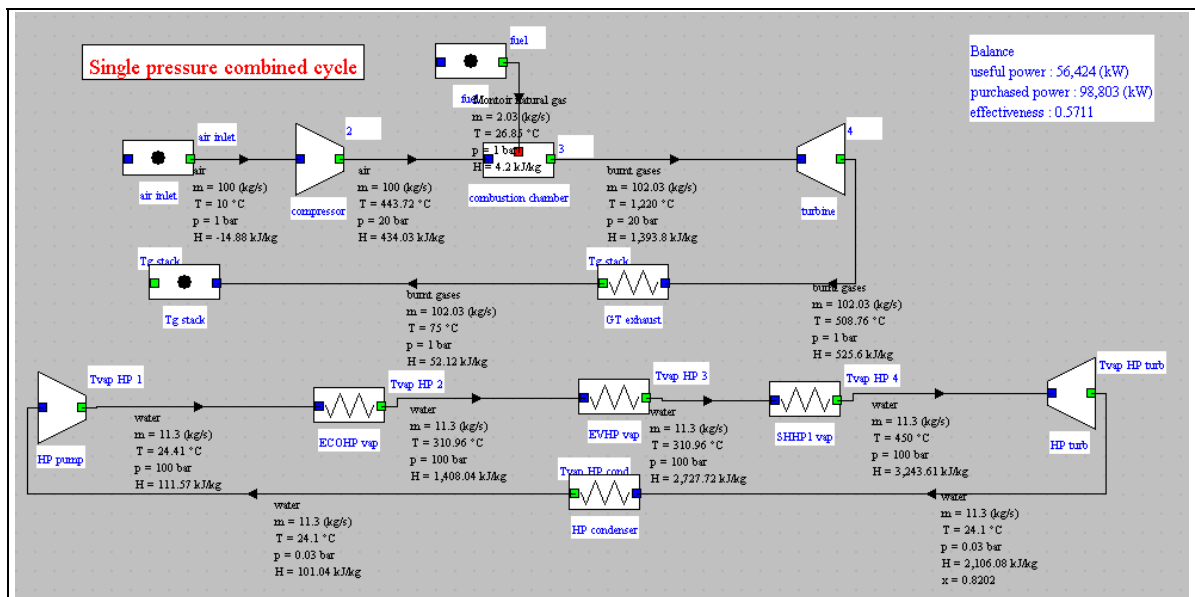 Single pressure combined cycle
fuel
fuel
Montoir natural gas
m = 2.03 (kg/s)
T = 26.85 °C
p = 1 bar
H = 4.2 kJ/kg
Balance
useful power : 56,424 (kW)
purchased power : 98,803 (kW)
effectiveness : 0.5711
air inlet
air inlet
air
m = 100 (kg/s)
T = 10 °C
p = 1 bar
H = -14.88 kJ/kg
2
compressor
air
m = 100 (kg/s)
T = 443.72 °C
p = 20 bar
H = 434.03 kJ/kg
3
combustion chamber
burnt gases
m = 102.03 (kg/s)
T = 1,220 °C
p = 20 bar
H = 1,393.8 kJ/kg
4
turbine
Tg stack
Tg stack
burnt gases
m = 102.03 (kg/s)
T = 75 °C
p = 1 bar
H = 52.12 kJ/kg
Tg stack
GT exhaust
burnt gases
m = 102.03 (kg/s)
T = 508.76 °C
p = 1 bar
H = 525.6 kJ/kg
Tvap HP 1
HP pump
water
m = 11.3 (kg/s)
T = 24.41 °C
p = 100 bar
H = 111.57 kJ/kg
Tvap HP 2
ECOHP vap
water
m = 11.3 (kg/s)
T = 310.96 °C
p = 100 bar
H = 1,408.04 kJ/kg
Tvap HP 3
EVHP vap
water
m = 11.3 (kg/s)
T = 310.96 °C
p = 100 bar
H = 2,727.72 kJ/kg
Tvap HP 4
SHHP1 vap
water
m = 11.3 (kg/s)
T = 450 °C
p = 100 bar
H = 3,243.61 kJ/kg
Tvap HP turb
HP turb
Tvap HP cond
HP condenser
water
m = 11.3 (kg/s)
T = 24.1 °C
p = 0.03 bar
H = 101.04 kJ/kg
water
m = 11.3 (kg/s)
T = 24.1 °C
p = 0.03 bar
H = 2,106.08 kJ/kg
x = 0.8202